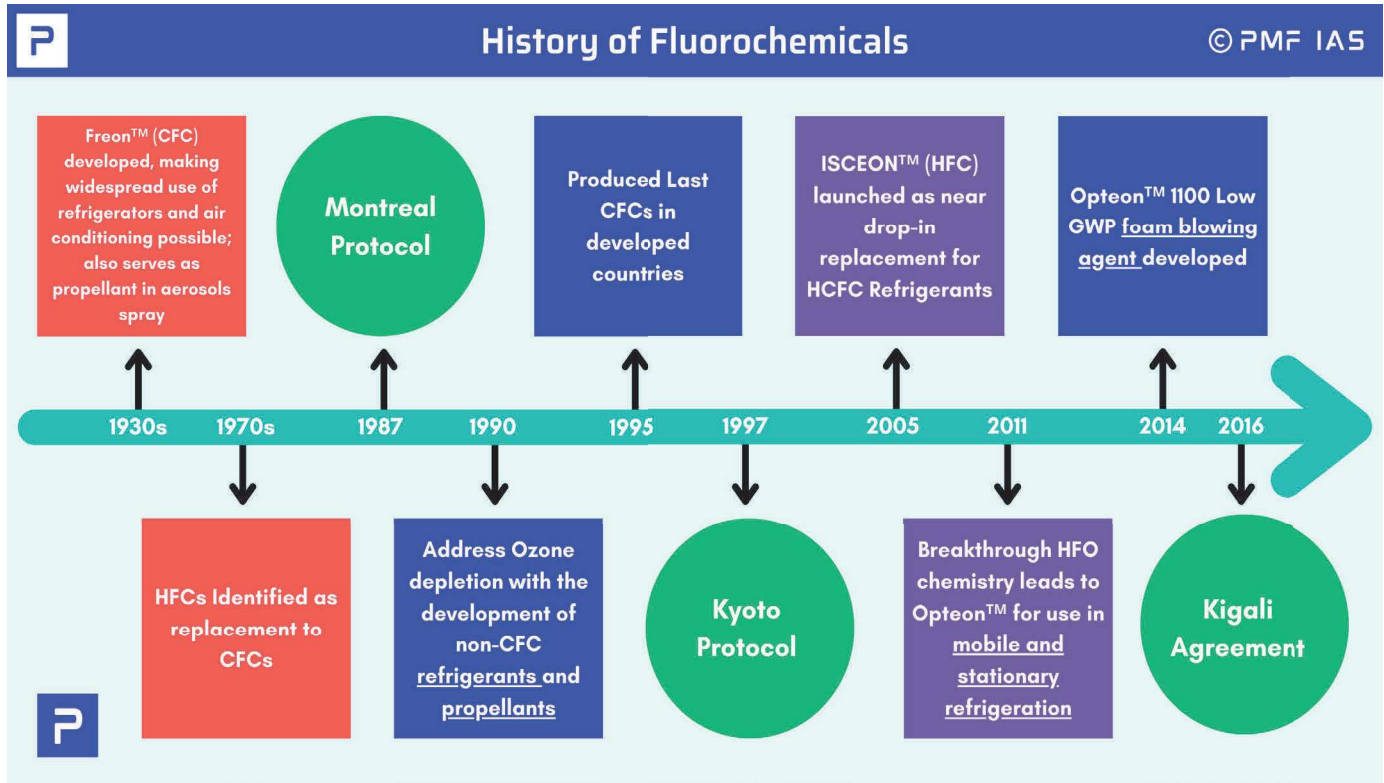 P
History of Fluorochemicals
© PMF IAS
Freon™ (CFC)
developed, making
widespread use of
refrigerators and air
conditioning possible;
also serves as
propellant in aerosols
spray
Montreal
Protocol
Produced Last
CFCs in
developed
countries
ISCEON™ (HFC)
launched as near
drop-in
replacement for
HCFC Refrigerants
Opteon™ 1100 Low
GWP foam blowing
agent developed
1930s 1970s 1987 1990 1995 1997 2005 2011 2014 2016
HFCs Identified as
replacement to
CFCs
Address Ozone
depletion with the
development of
non-CFC
refrigerants and
propellants
Kyoto
Protocol
Breakthrough HFO
chemistry leads to
Opteon™ for use in
mobile and
stationary
refrigeration
Kigali
Agreement
P